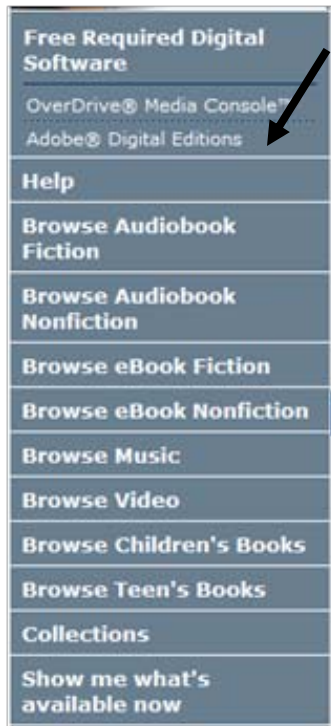 Free Required Digital
Software
OverDrive® Media Console™
Adobe® Digital Editions
Help
Browse Audiobook
Fiction
Browse Audiobook
Nonfiction
Browse eBook Fiction
Browse eBook Nonfiction
Browse Music
Browse Video
Browse Children's Books
Browse Teen's Books
Collections
Show me what's
available now